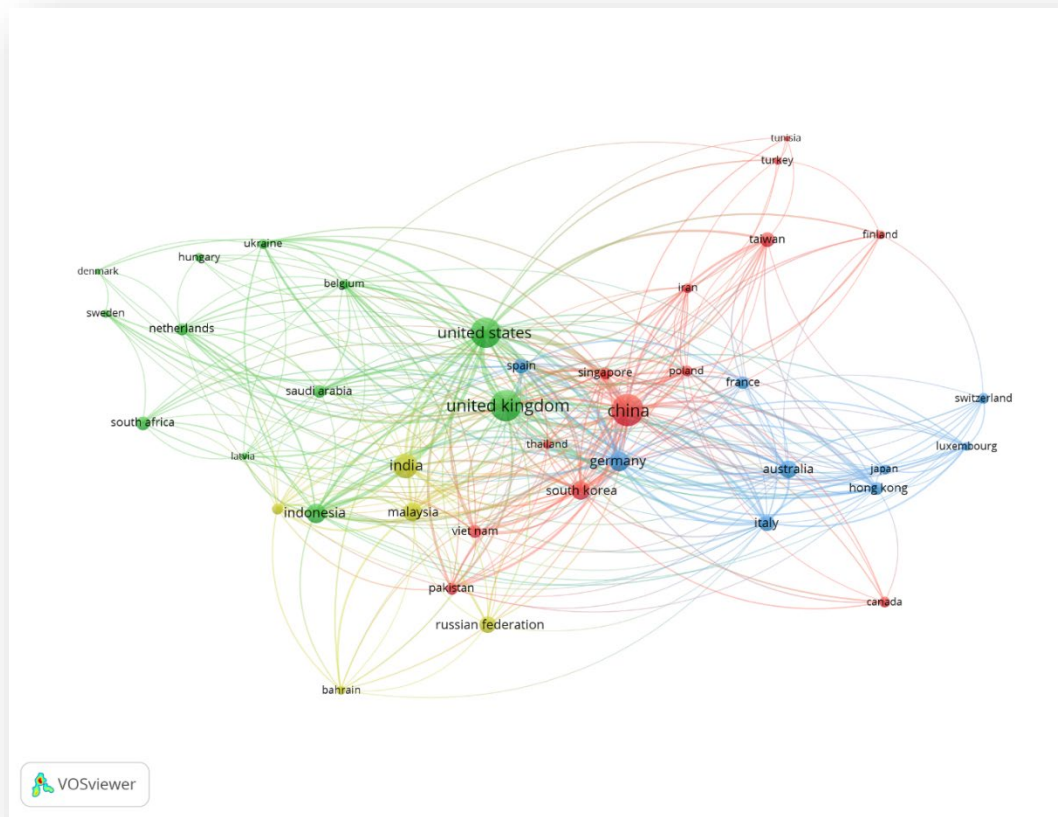 tunisia
turkey
taiwan
finland
ukraine
hungary
denmark
belgium
iran
sweden
netherlands
united states
spain
singapore
poland
france
saudi arabia
switzerland
united kingdom
china
south africa
thailand
luxembourg
latvia
india
germany
australia
japan
hong kong
south korea
indonesia
malaysia
italy
viet nam
pakistan
canada
russian federation
bahrain
VOSviewer